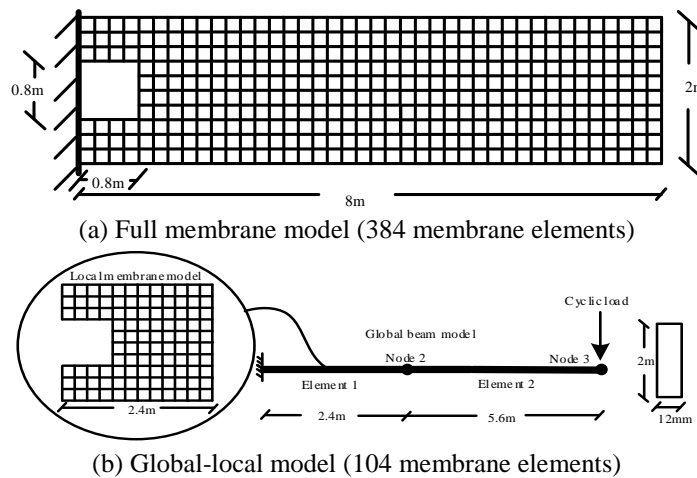 0.8m
2m
0.8m
8m
(a) Full membrane model (384 membrane elements)
Local membrane model
Cyclic load
Global beam model
Node 2
Node 3
2m
Element 1
Element 2
2.4m
2.4m
5.6m
12mm
(b) Global-local model (104 membrane elements)